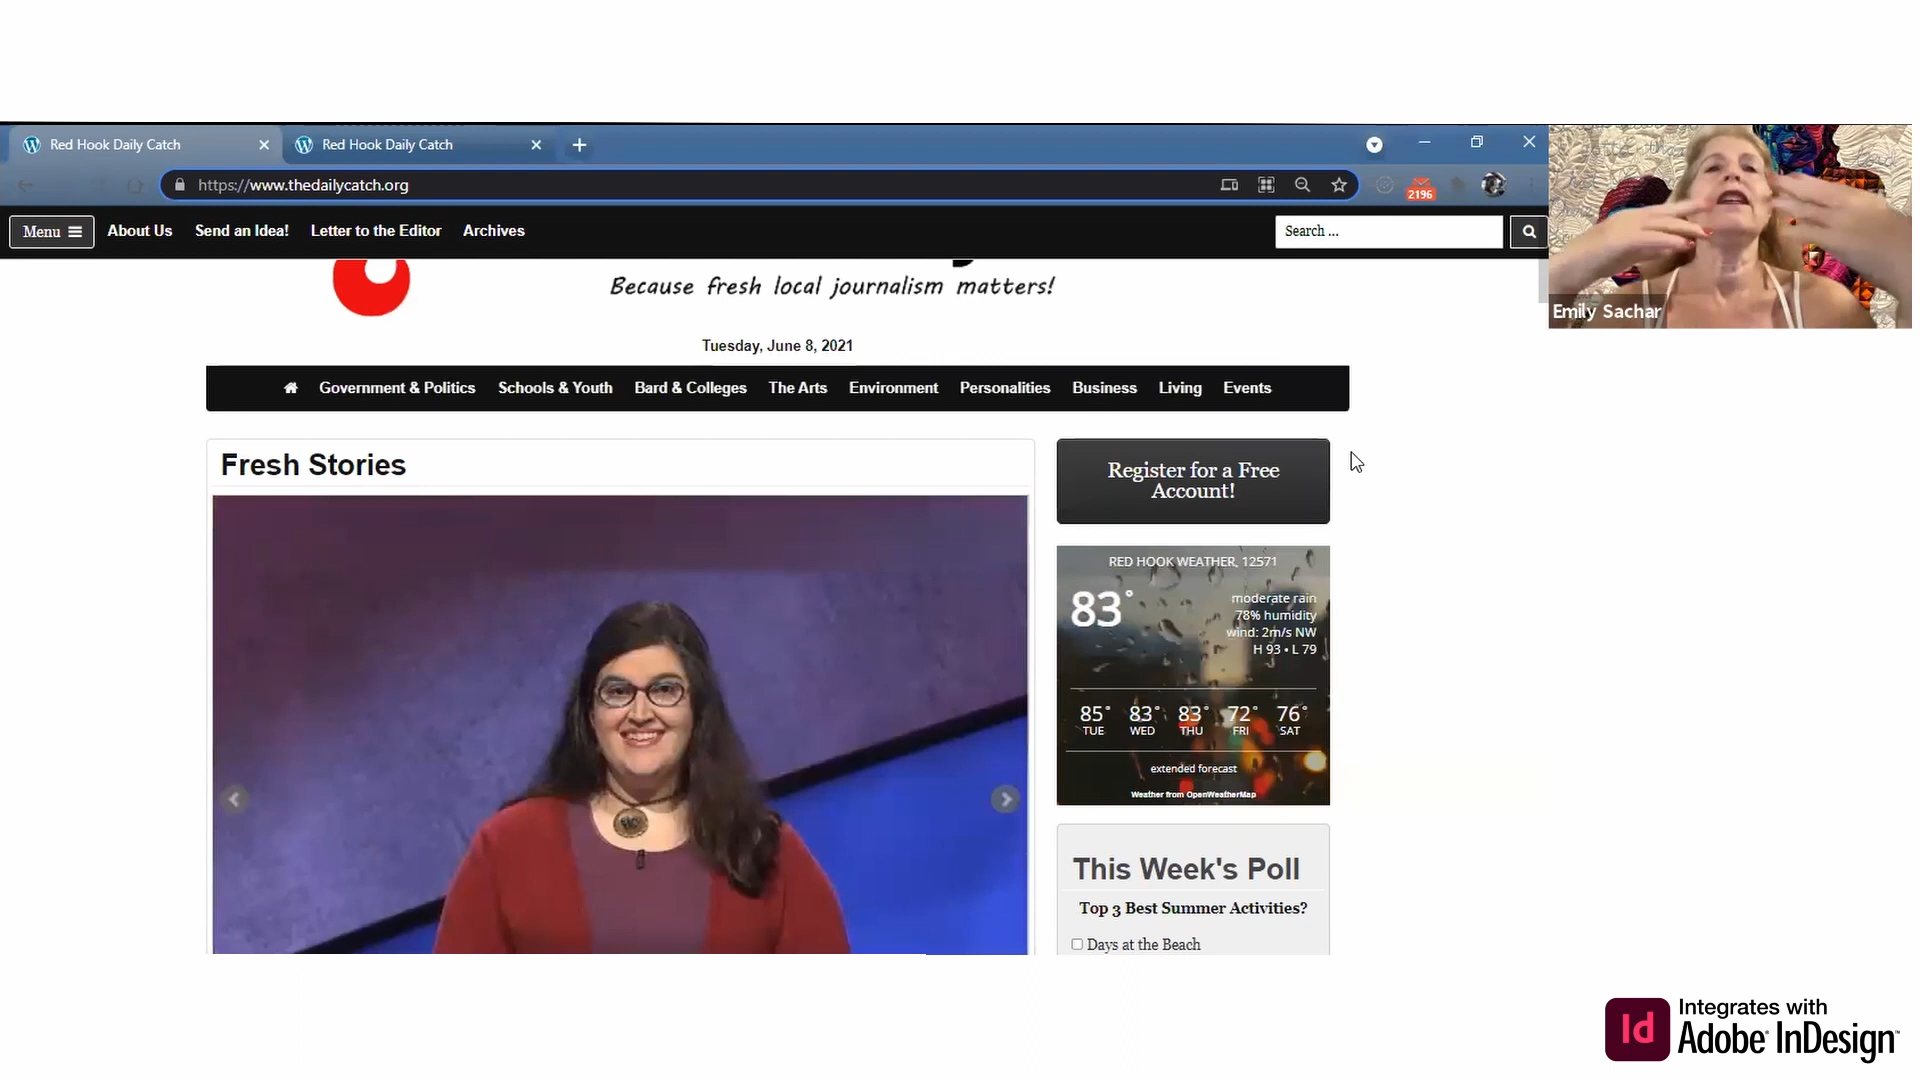 Red Hook Daily Catch
Red Hook Daily Catch
https://www.thedailycatch.org
2196
Menu
About Us
Send an Idea!
Letter to the Editor
Archives
Search ...
Emily Sachar
Because fresh local journalism matters!
Tuesday, June 8, 2021
Government & Politics
Schools & Youth
Bard & Colleges
The Arts
Environment
Personalities
Business
Living
Events
Fresh Stories
Register for a Free
Account!
RED HOOK WEATHER, 12571
83°
moderate rain
78% humidity
wind: 2m/s NW
H 93 • L 79
85° 83° 83° 72° 76°
TUE WED THU FRI SAT
extended forecast
Weather from OpenWeatherMap
This Week's Poll
Top 3 Best Summer Activities?
Days at the Beach
Id
Integrates with
Adobe® InDesign™